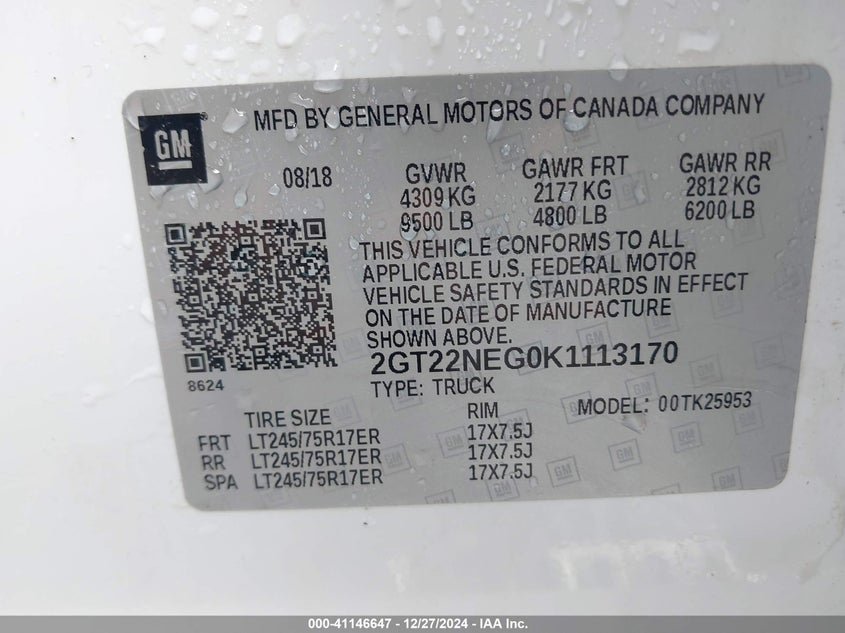 MFD BY GENERAL MOTORS OF CANADA COMPANY
GM
08/18 GVWR GAWR FRT GAWR RR
4309 KG 2177 KG 2812 KG
9500 LB 4800 LB 6200 LB
THIS VEHICLE CONFORMS TO ALL
APPLICABLE U.S. FEDERAL MOTOR
VEHICLE SAFETY STANDARDS IN EFFECT
ON THE DATE OF MANUFACTURE
SHOWN ABOVE.
2GT22NEG0K1113170
8624
TYPE: TRUCK
MODEL: 00TK25953
TIRE SIZE RIM
FRT LT245/75R17ER 17X7.5J
RR LT245/75R17ER 17X7.5J
SPA LT245/75R17ER 17X7.5J
000-41146647 - 12/27/2024 - IAA Inc.